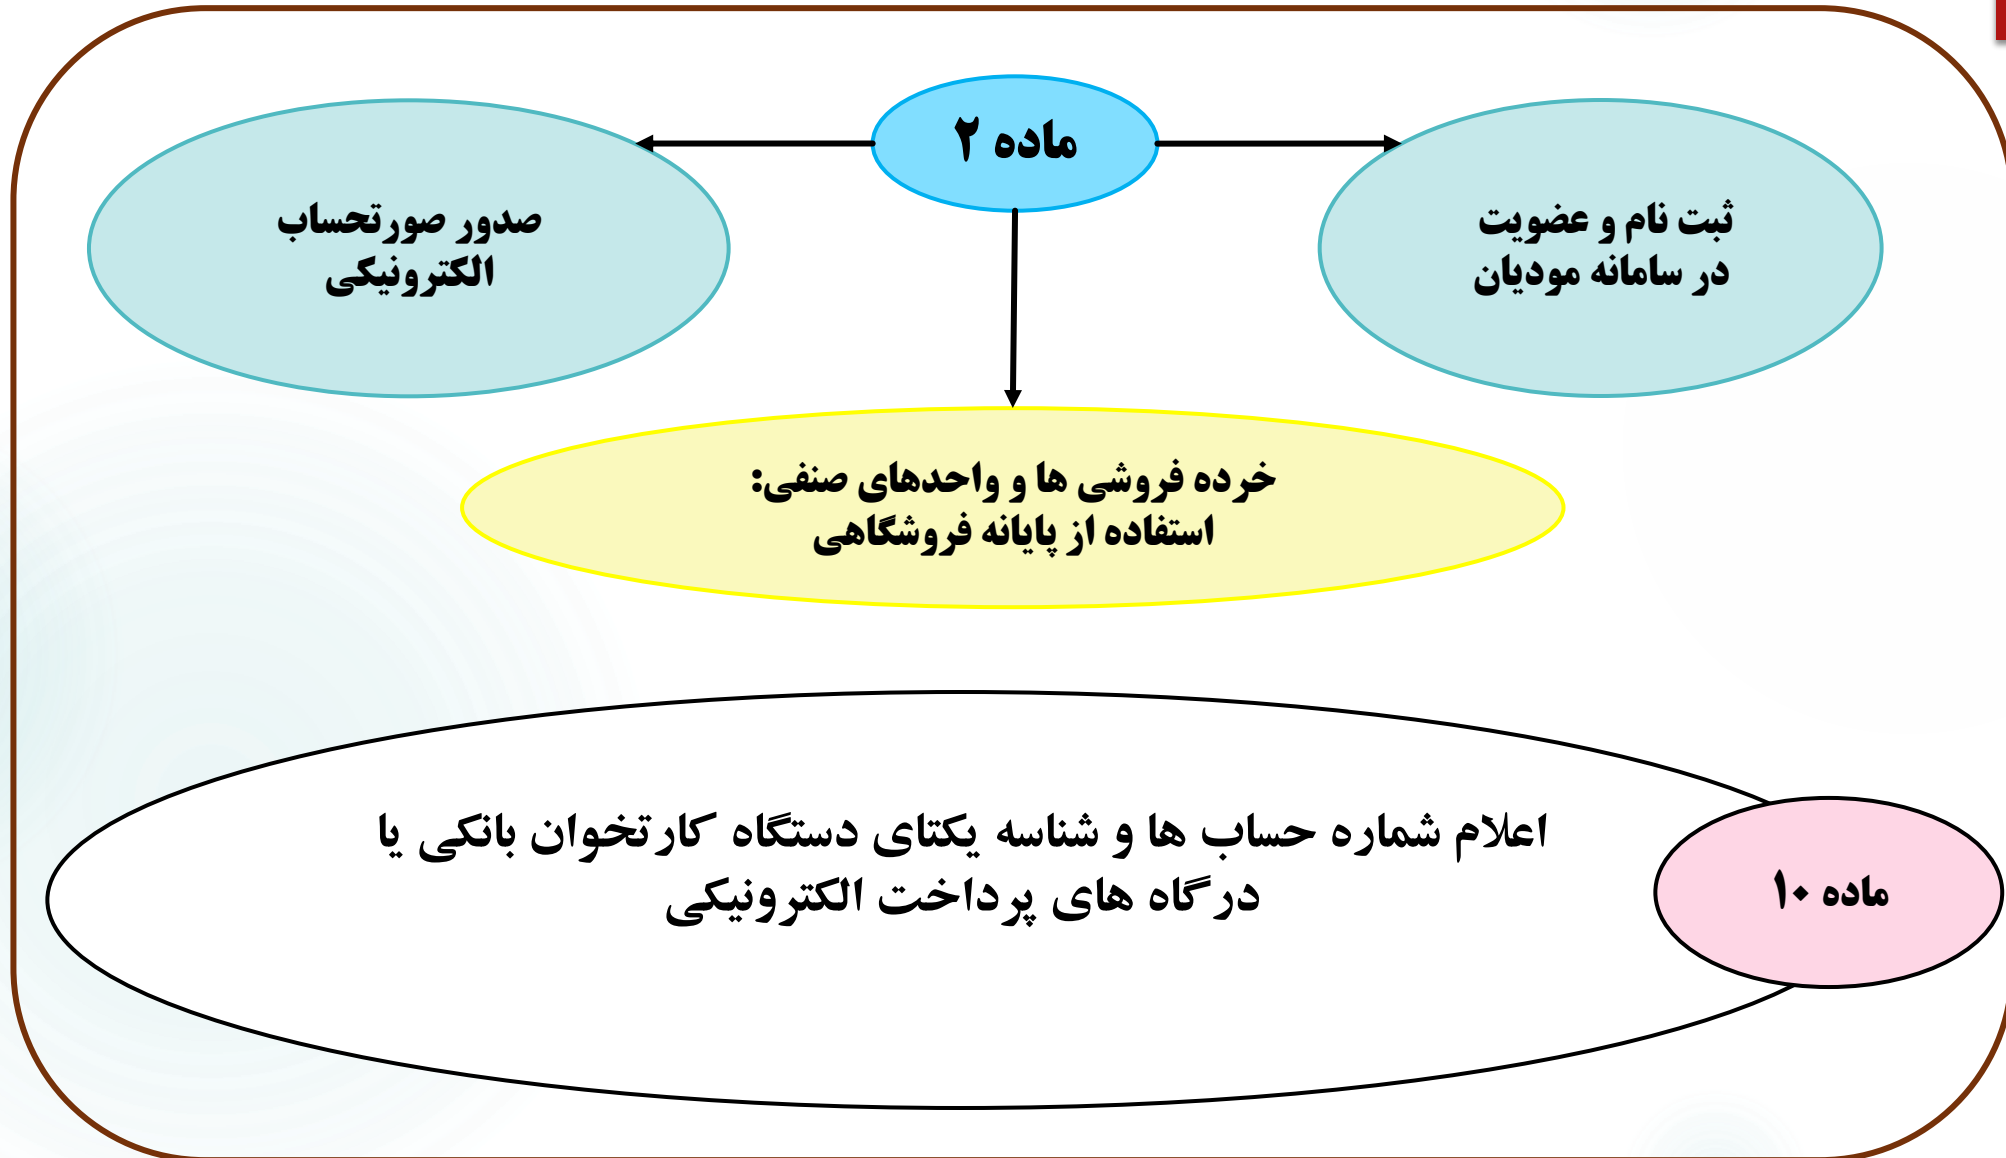 ماده ۲
ثبت نام و عضویت
در سامانه مودیان
صدور صورتحساب
الکترونیکی
خرده فروشی ها و واحدهای صنفی:
استفاده از پایانه فروشگاهی
ماده ۱۰
اعلام شماره حساب ها و شناسه یکتای دستگاه کارتخوان بانکی یا
درگاه های پرداخت الکترونیکی